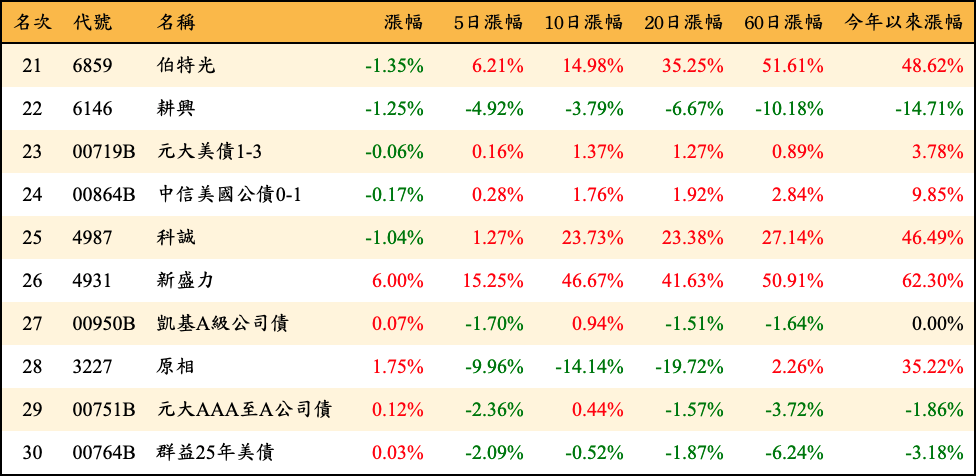 名次 代號 名稱 漲幅 5日漲幅 10日漲幅 20日漲幅 60日漲幅 今年以來漲幅
21 6859 伯特光 -1.35% 6.21% 14.98% 35.25% 51.61% 48.62%
22 6146 耕興 -1.25% -4.92% -3.79% -6.67% -10.18% -14.71%
23 00719B 元大美債1-3 -0.06% 0.16% 1.37% 1.27% 0.89% 3.78%
24 00864B 中信美國公債0-1 -0.17% 0.28% 1.76% 1.92% 2.84% 9.85%
25 4987 科誠 -1.04% 1.27% 23.73% 23.38% 27.14% 46.49%
26 4931 新盛力 6.00% 15.25% 46.67% 41.63% 50.91% 62.30%
27 00950B 凱基A級公司債 0.07% -1.70% 0.94% -1.51% -1.64% 0.00%
28 3227 原相 1.75% -9.96% -14.14% -19.72% 2.26% 35.22%
29 00751B 元大AAA至A公司債 0.12% -2.36% 0.44% -1.57% -3.72% -1.86%
30 00764B 群益25年美債 0.03% -2.09% -0.52% -1.87% -6.24% -3.18%